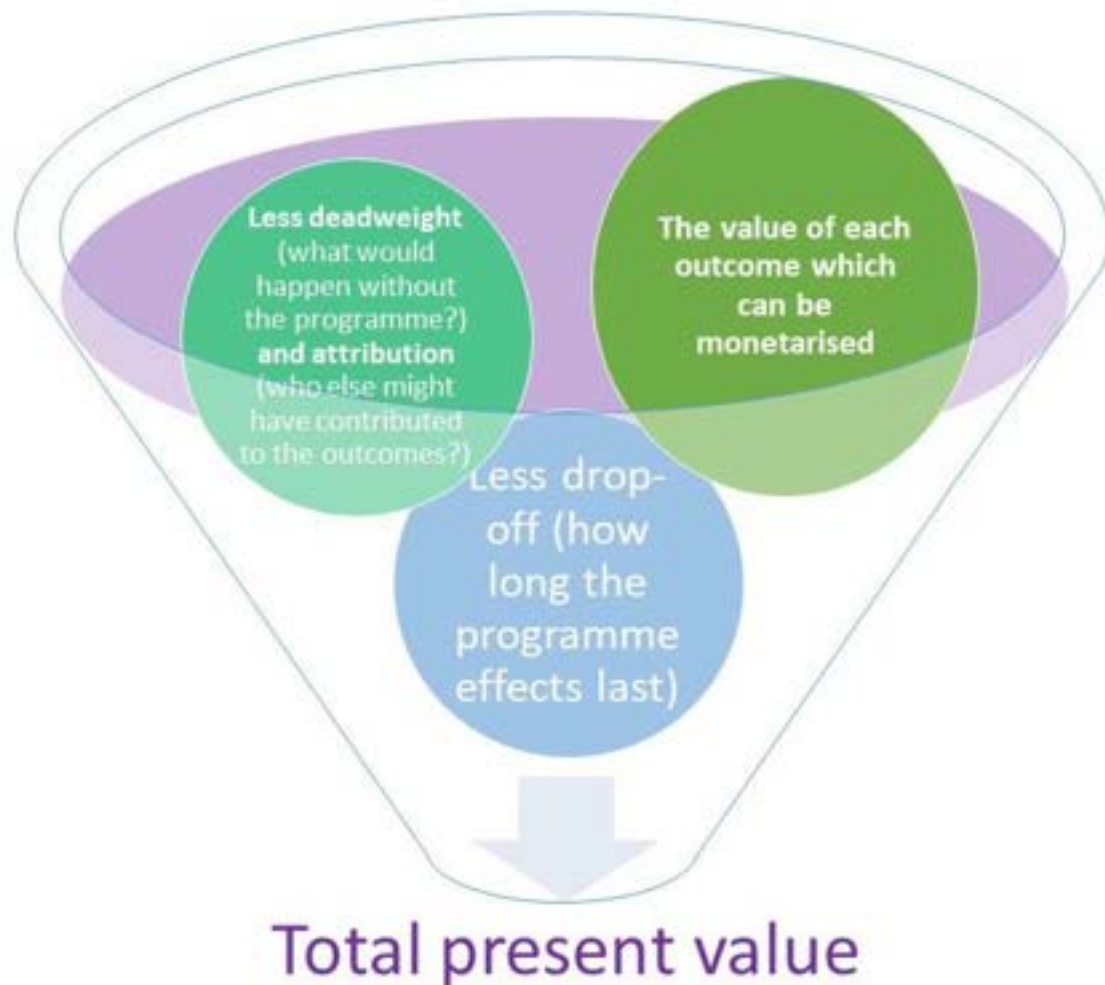 Less deadweight
(what would
happen without
the programme?)
and attribution
(who else might
have contributed
to the outcomes?)
The value of each
outcome which
can be
monetarised
Less drop-
off (how
long the
programme
effects last)
Total present value